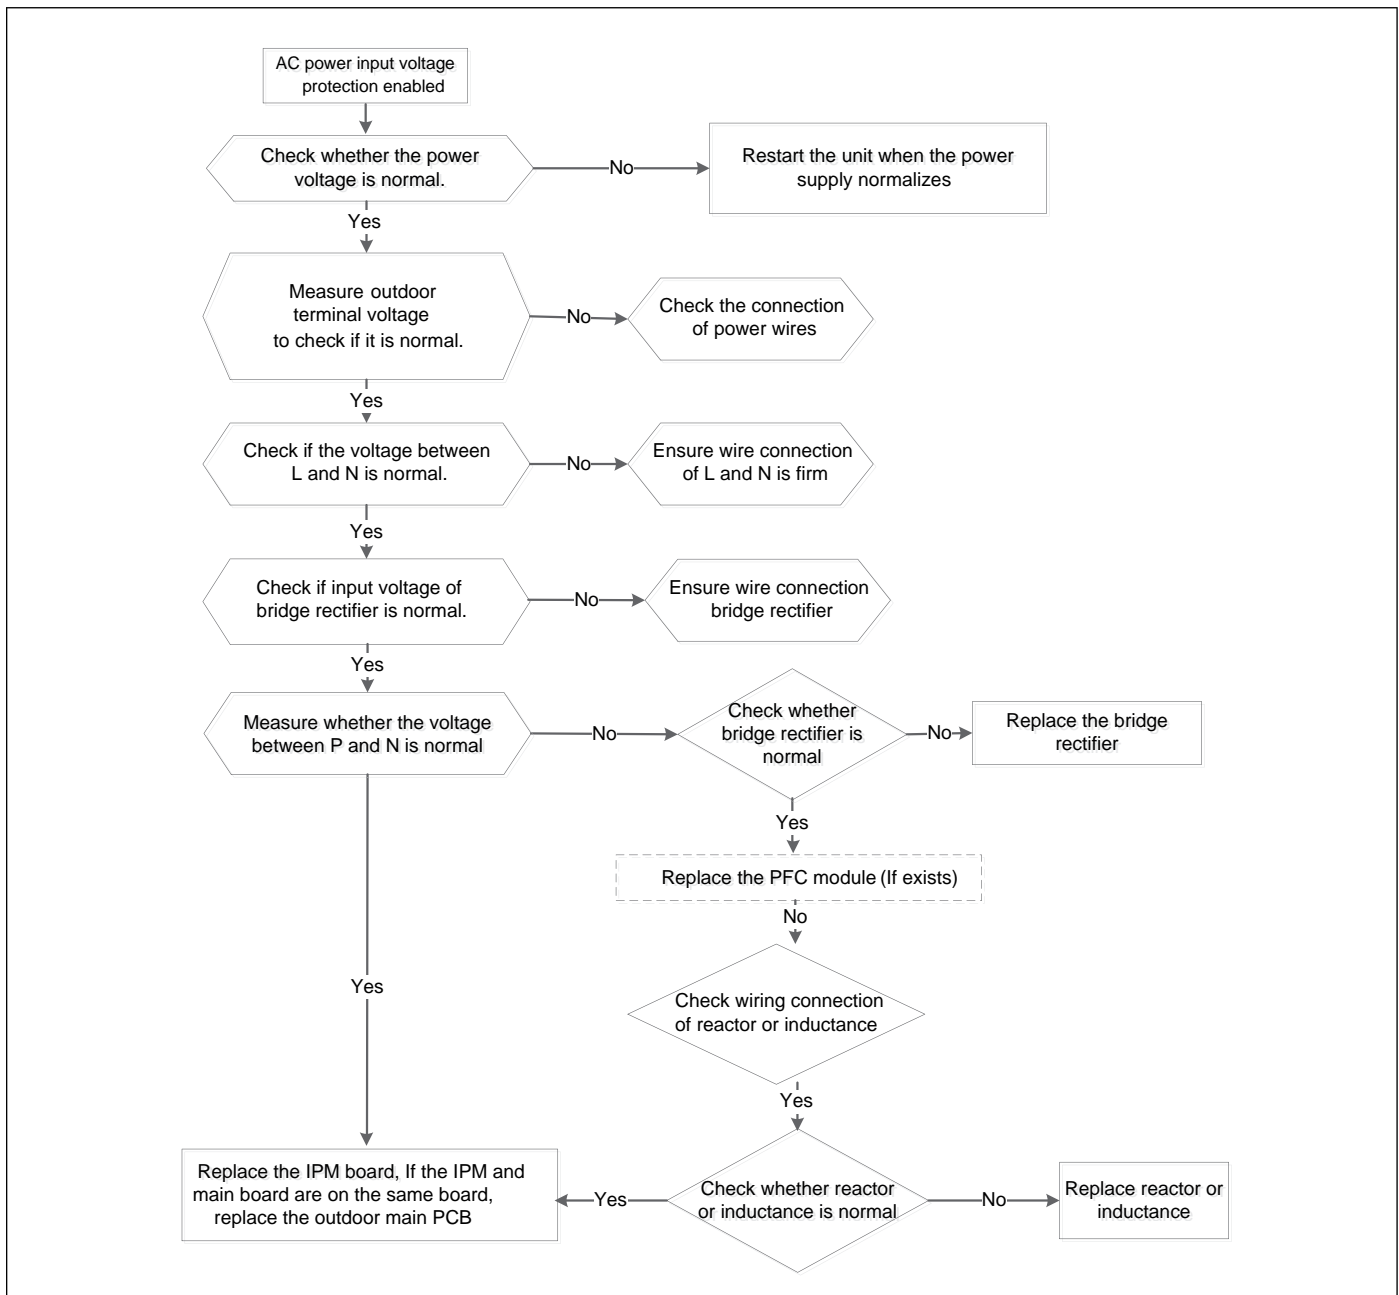 AC power input voltage
protection enabled
Check whether the power
voltage is normal.
No
Restart the unit when the power
supply normalizes
Yes
Measure outdoor
terminal voltage
to check if it is normal.
No
Check the connection
of power wires
Yes
Check if the voltage between
L and N is normal.
No
Ensure wire connection
of L and N is firm
Yes
Check if input voltage of
bridge rectifier is normal.
No
Ensure wire connection
bridge rectifier
Yes
Measure whether the voltage
between P and N is normal
No
Check whether
bridge rectifier is
normal
No
Replace the bridge
rectifier
Yes
Replace the PFC module (If exists)
No
Check wiring connection
of reactor or inductance
Yes
Yes
Replace the IPM board, If the IPM and
main board are on the same board,
replace the outdoor main PCB
Yes
Check whether reactor
or inductance is normal
No
Replace reactor or
inductance